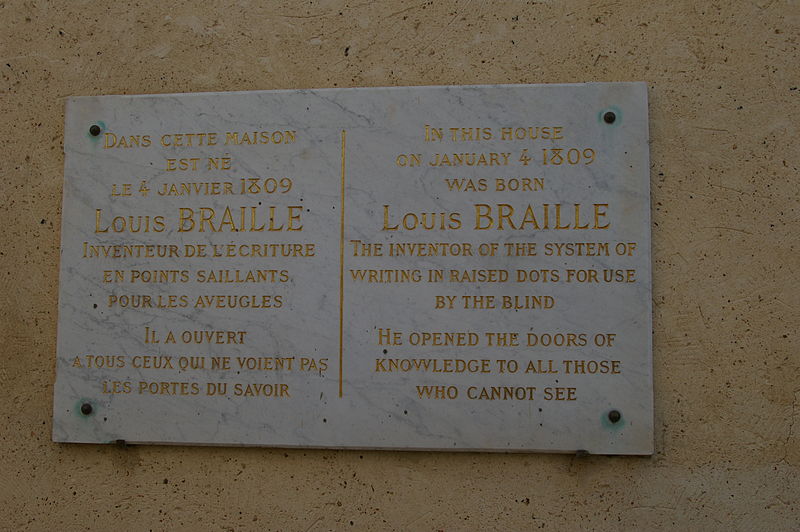 DANS CETTE MAISON
EST NÉ
LE 4 JANVIER 1809
LOUIS BRAILLE
INVENTEUR DE L'ÉCRITURE
EN POINTS SAILLANTS
POUR LES AVEUGLES
IL A OUVERT
A TOUS CEUX QUI NE VOIENT PAS
LES PORTES DU SAVOIR
IN THIS HOUSE
ON JANUARY 4 1809
WAS BORN
LOUIS BRAILLE
THE INVENTOR OF THE SYSTEM OF
WRITING IN RAISED DOTS FOR USE
BY THE BLIND
HE OPENED THE DOORS OF
KNOWLEDGE TO ALL THOSE
WHO CANNOT SEE